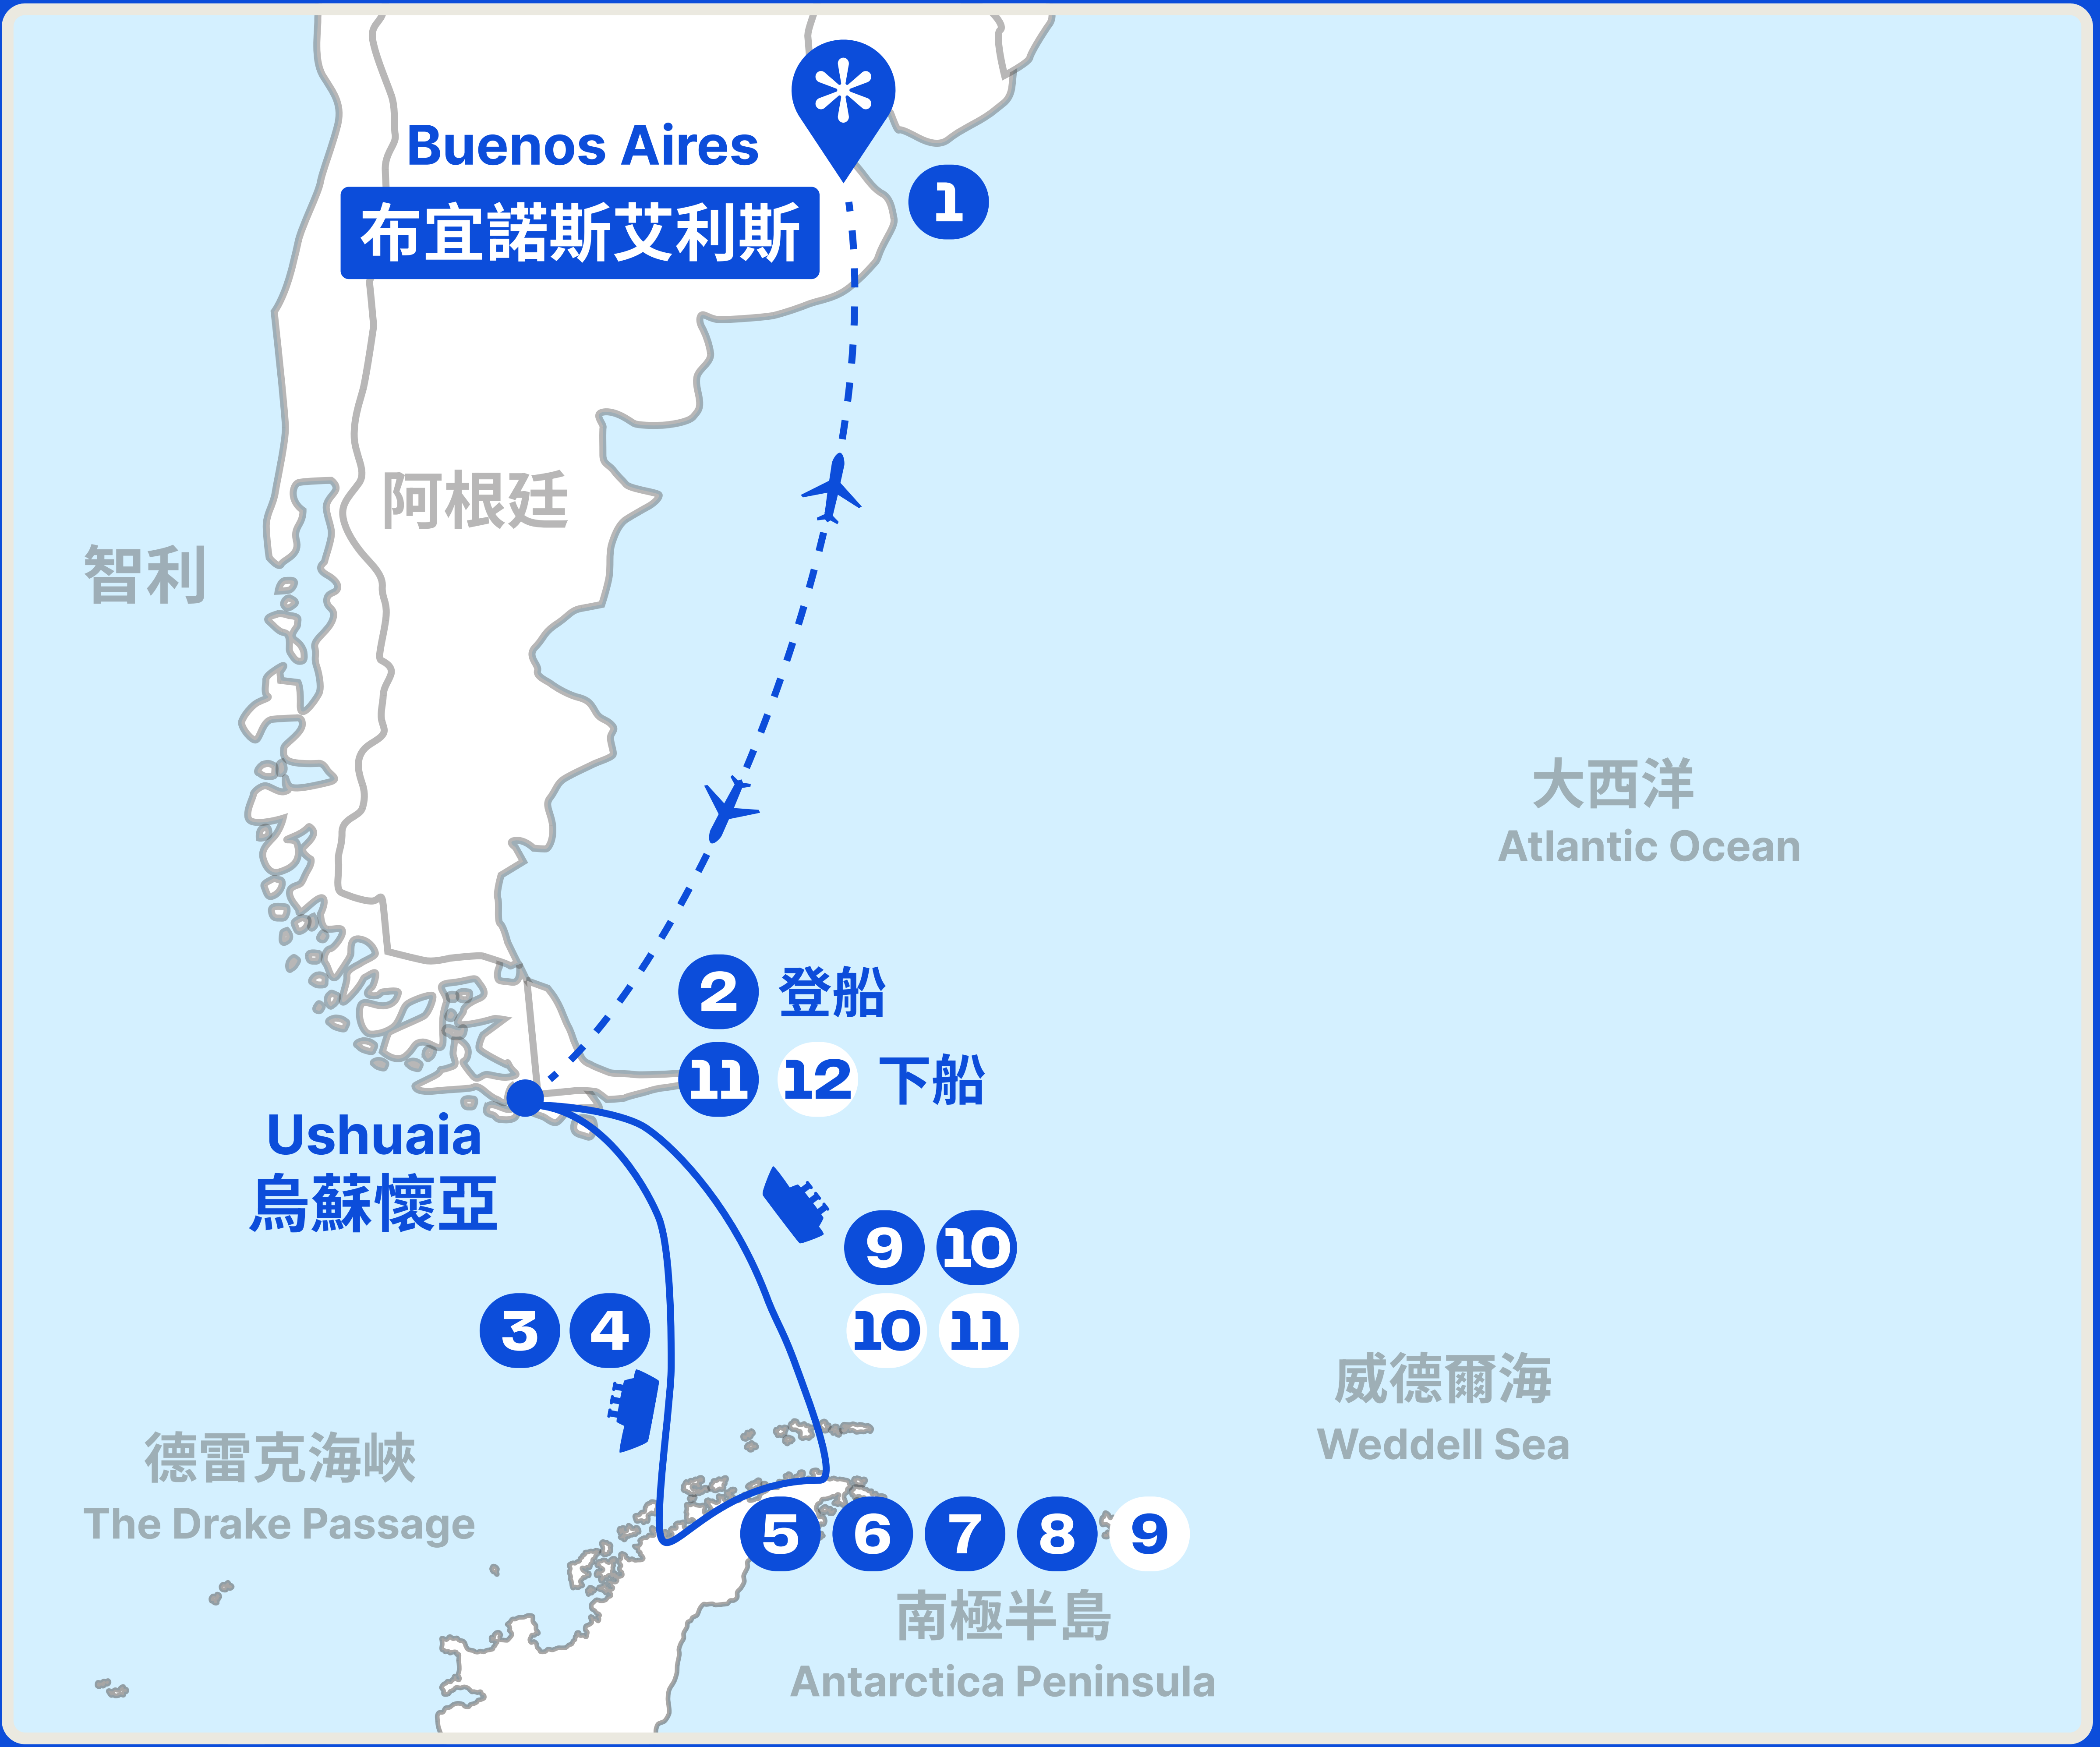 Buenos Aires
布宜諾斯艾利斯
1
阿根廷
智利
大西洋
Atlantic Ocean
2 登船
11 12 下船
Ushuaia
烏蘇懷亞
9 10
10 11
3 4
威德爾海
Weddell Sea
德雷克海峽
The Drake Passage
5 6 7 8 9
南極半島
Antarctica Peninsula